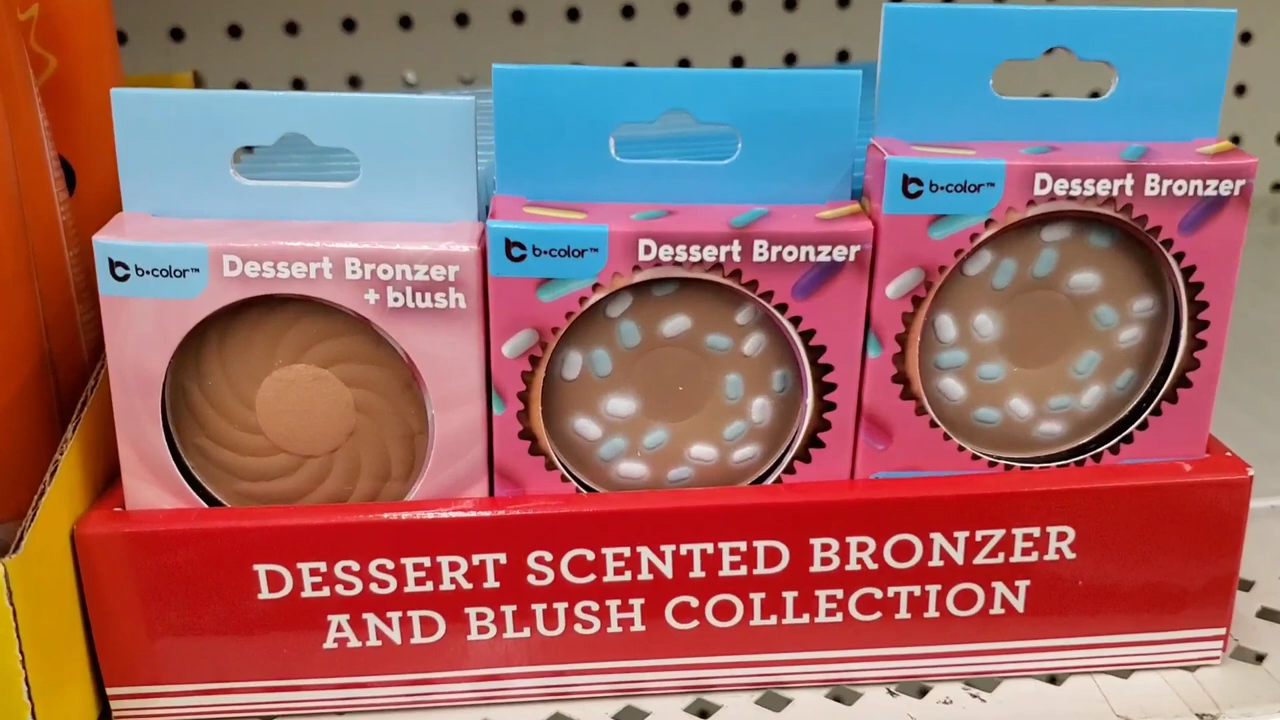 b•color™
Dessert Bronzer
+ blush
b•color™
Dessert Bronzer
b•color™
Dessert Bronzer
DESSERT SCENTED BRONZER
AND BLUSH COLLECTION